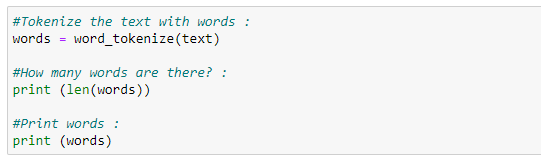 #Tokenize the text with words :
words = word_tokenize(text)
#How many words are there? :
print (len(words))
#Print words :
print (words)